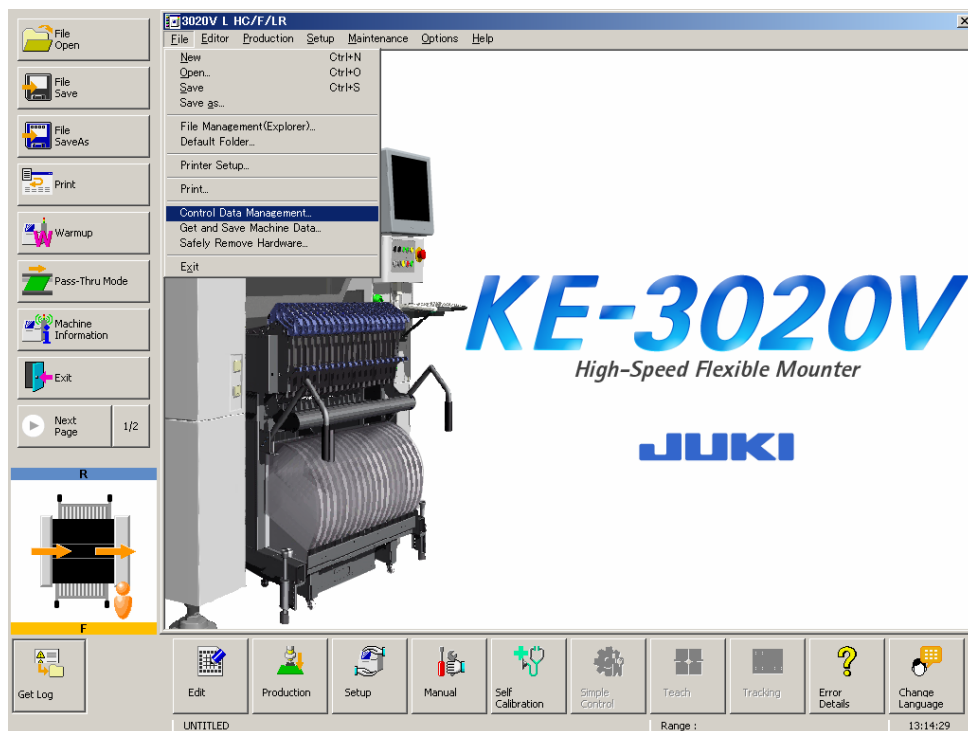 3020V L HC/F/LR
File Editor Production Setup Maintenance Options Help
New Ctrl+N
Open... Ctrl+O
Save Ctrl+S
Save as...
File Management(Explorer)...
Default Folder...
Printer Setup...
Print...
Control Data Management...
Get and Save Machine Data...
Safely Remove Hardware...
Exit
File
Open
File
Save
File
SaveAs
Print
Warmup
Pass-Thru Mode
Machine
Information
Exit
Next
Page
1/2
R
F
KE-3020V
High-Speed Flexible Mounter
JUKI
Get Log
Edit
Production
Setup
Manual
Self
Calibration
Simple
Control
Teach
Tracking
Error
Details
Change
Language
UNTITLED
Range :
13:14:29